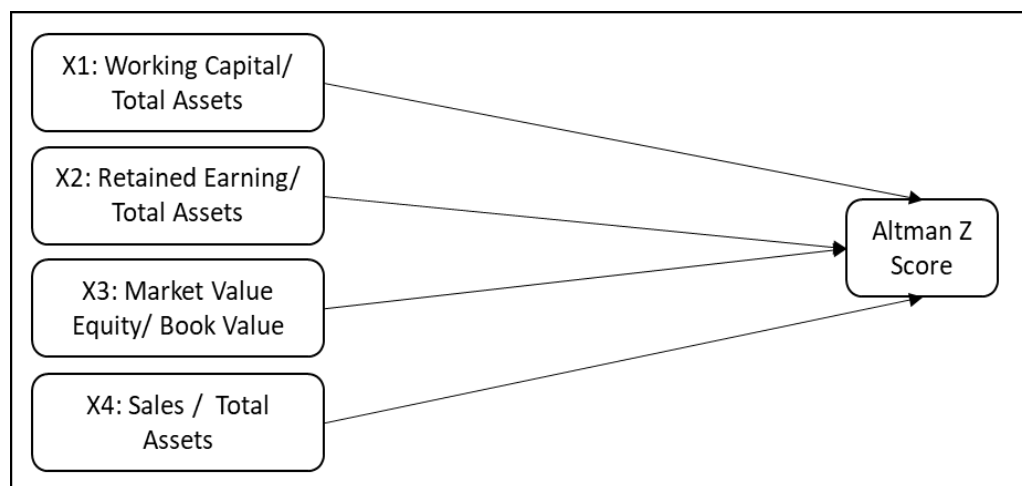 X1: Working Capital/
Total Assets
X2: Retained Earning/
Total Assets
X3: Market Value
Equity/ Book Value
X4: Sales / Total
Assets
Altman Z
Score